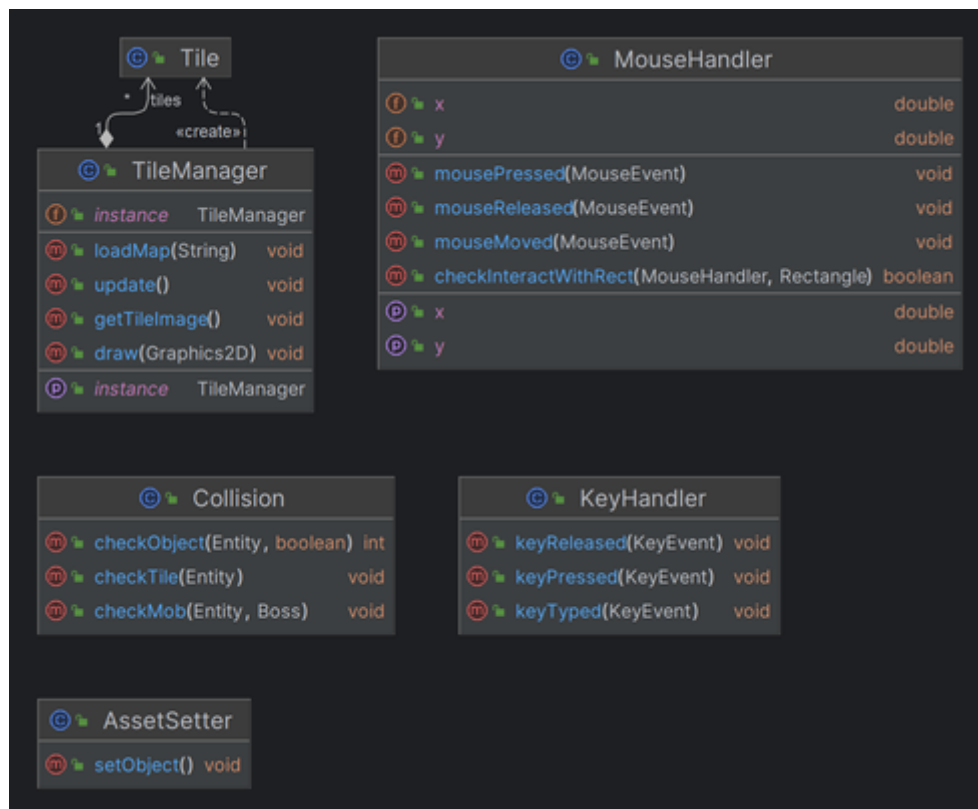 Tile
* tiles
1 «create»
TileManager
instance TileManager
loadMap(String) void
update() void
getTileImage() void
draw(Graphics2D) void
instance TileManager
MouseHandler
x double
y double
mousePressed(MouseEvent) void
mouseReleased(MouseEvent) void
mouseMoved(MouseEvent) void
checkInteractWithRect(MouseHandler, Rectangle) boolean
x double
y double
Collision
checkObject(Entity, boolean) int
checkTile(Entity) void
checkMob(Entity, Boss) void
KeyHandler
keyReleased(KeyEvent) void
keyPressed(KeyEvent) void
keyTyped(KeyEvent) void
AssetSetter
setObject() void